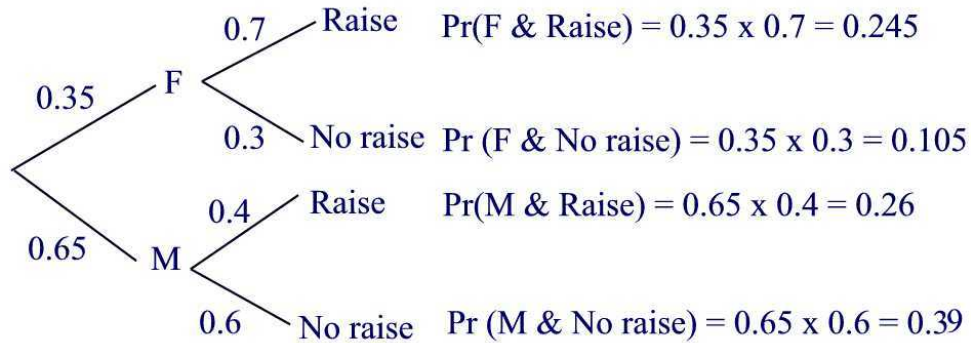 0.7 Raise Pr(F & Raise) = 0.35 x 0.7 = 0.245
F
0.35
0.3 No raise Pr (F & No raise) = 0.35 x 0.3 = 0.105
0.4 Raise Pr(M & Raise) = 0.65 x 0.4 = 0.26
0.65 M
0.6 No raise Pr (M & No raise) = 0.65 x 0.6 = 0.39